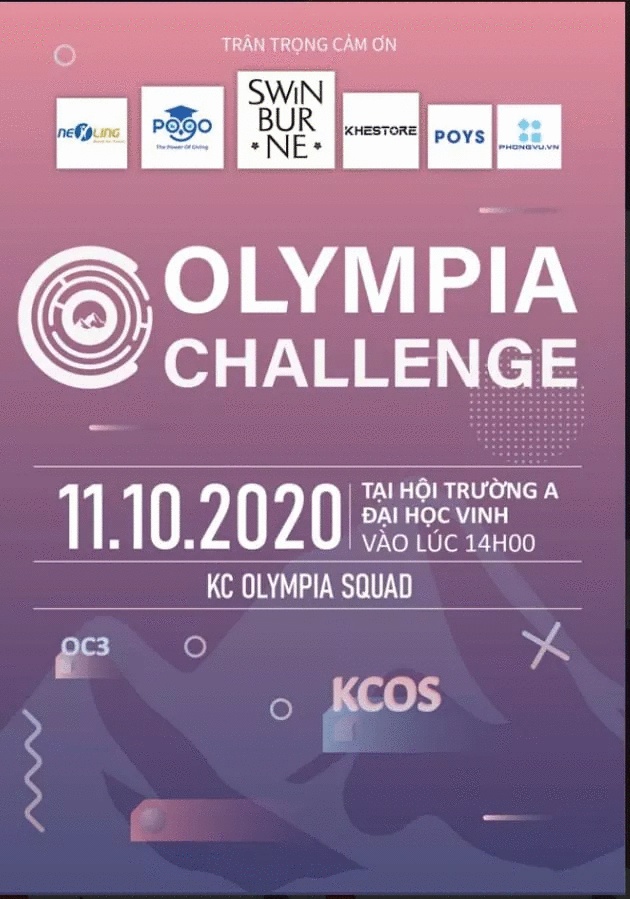 TRÂN TRỌNG CẢM ƠN
NEXLING
POGO
The Power Of Giving
SWIN
BUR
NE
KHESTORE
POYS
PHONGVU.VN
OLYMPIA
CHALLENGE
11.10.2020
TẠI HỘI TRƯỜNG A
ĐẠI HỌC VINH
VÀO LÚC 14H00
KC OLYMPIA SQUAD
OC3
KCOS